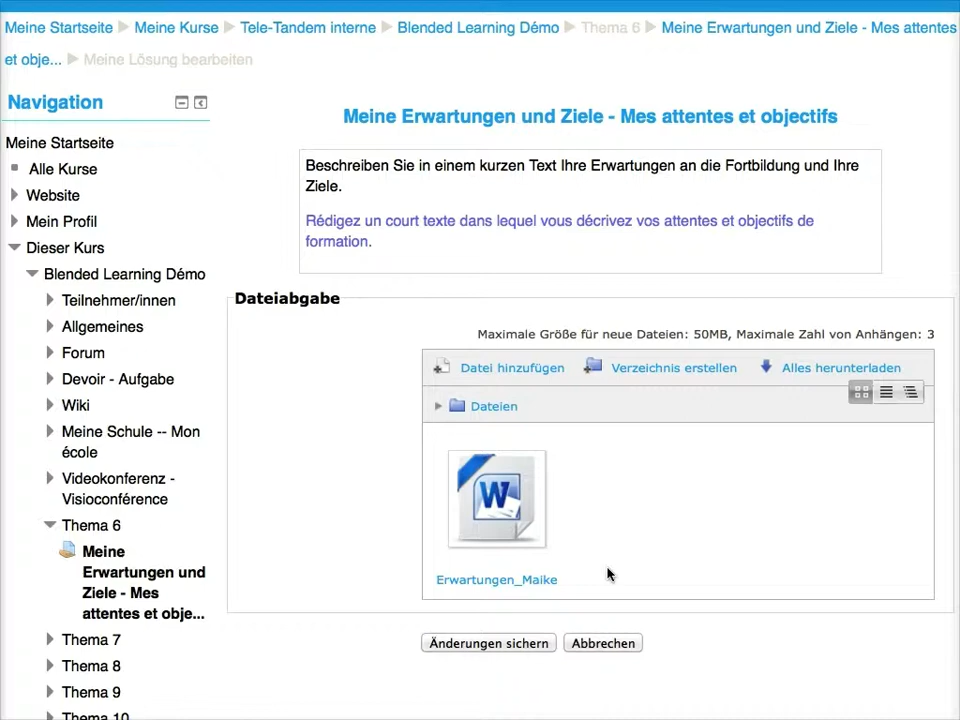 Meine Startseite Meine Kurse Tele-Tandem interne Blended Learning Démo Thema 6 Meine Erwartungen und Ziele - Mes attentes
et obje... Meine Lösung bearbeiten
Navigation
Meine Startseite
Alle Kurse
Website
Mein Profil
Dieser Kurs
Blended Learning Démo
Teilnehmer/innen
Allgemeines
Forum
Devoir - Aufgabe
Wiki
Meine Schule -- Mon
école
Videokonferenz -
Visioconférence
Thema 6
Meine
Erwartungen und
Ziele - Mes
attentes et obje...
Thema 7
Thema 8
Thema 9
Thema 10
Meine Erwartungen und Ziele - Mes attentes et objectifs
Beschreiben Sie in einem kurzen Text Ihre Erwartungen an die Fortbildung und Ihre
Ziele.
Rédigez un court texte dans lequel vous décrivez vos attentes et objectifs de
formation.
Dateiabgabe
Maximale Größe für neue Dateien: 50MB, Maximale Zahl von Anhängen: 3
Datei hinzufügen Verzeichnis erstellen Alles herunterladen
Dateien
W
Erwartungen_Maike
Änderungen sichern Abbrechen